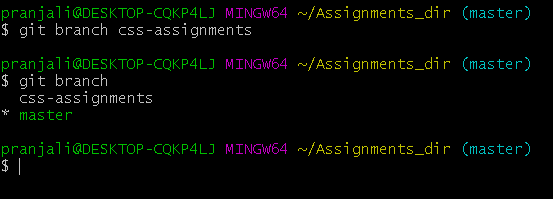 pranjali@DESKTOP-CQKP4LJ MINGW64 ~/Assignments_dir (master)
$ git branch css-assignments
pranjali@DESKTOP-CQKP4LJ MINGW64 ~/Assignments_dir (master)
$ git branch
  css-assignments
* master
pranjali@DESKTOP-CQKP4LJ MINGW64 ~/Assignments_dir (master)
$